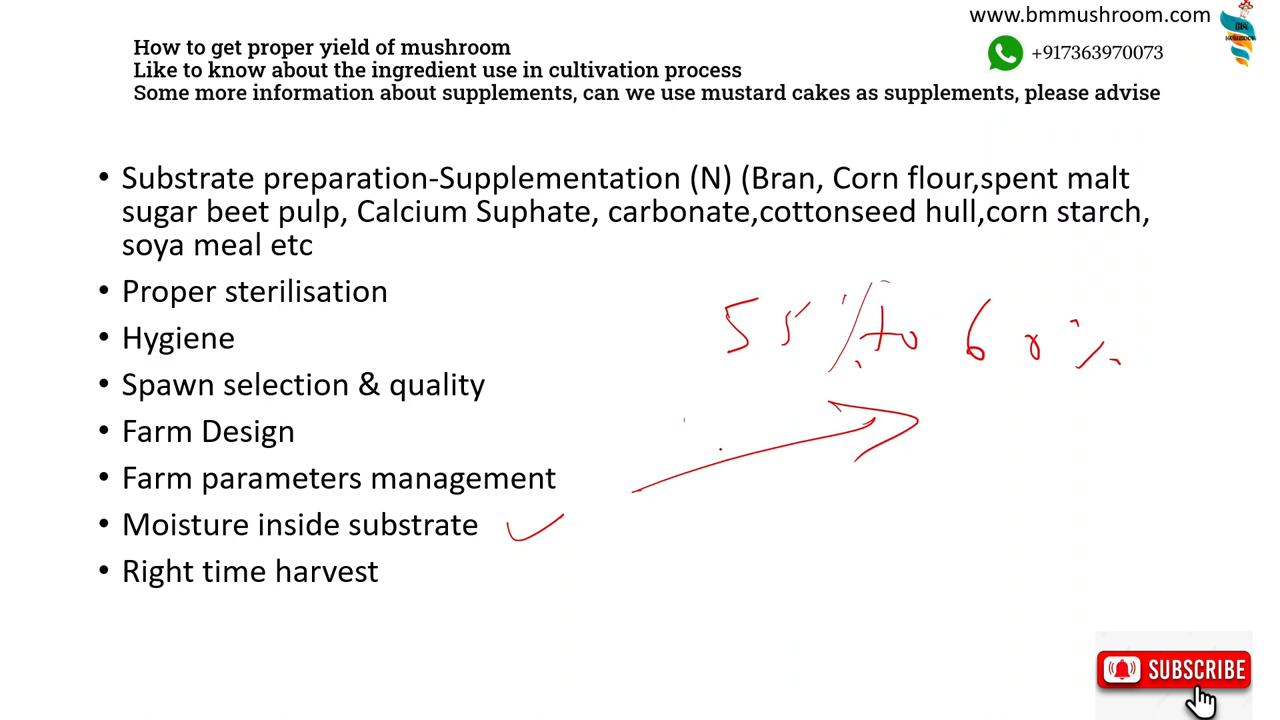 www.bmmushroom.com
+917363970073
How to get proper yield of mushroom
Like to know about the ingredient use in cultivation process
Some more information about supplements, can we use mustard cakes as supplements, please advise
• Substrate preparation-Supplementation (N) (Bran, Corn flour,spent malt
sugar beet pulp, Calcium Suphate, carbonate,cottonseed hull,corn starch,
soya meal etc
• Proper sterilisation
• Hygiene
55% to 60%
• Spawn selection & quality
• Farm Design
• Farm parameters management
• Moisture inside substrate
• Right time harvest
SUBSCRIBE